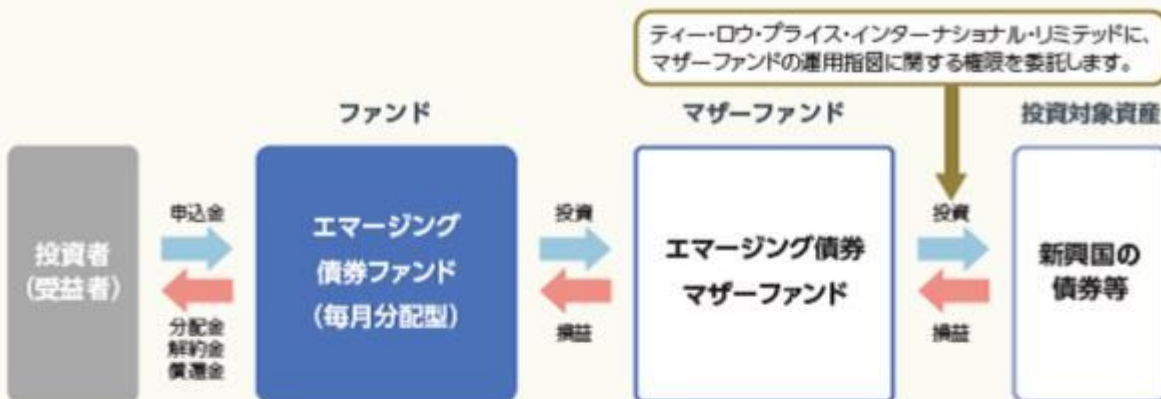 ティー・ロウ・プライス・インターナショナル・リミテッドに、
マザーファンドの運用指図に関する権限を委託します。
ファンド
マザーファンド
投資対象資産
投資者
(受益者)
申込金
分配金
解約金
償還金
エマージング
債券ファンド
(毎月分配型)
投資
損益
エマージング債券
マザーファンド
投資
損益
新興国の
債券等